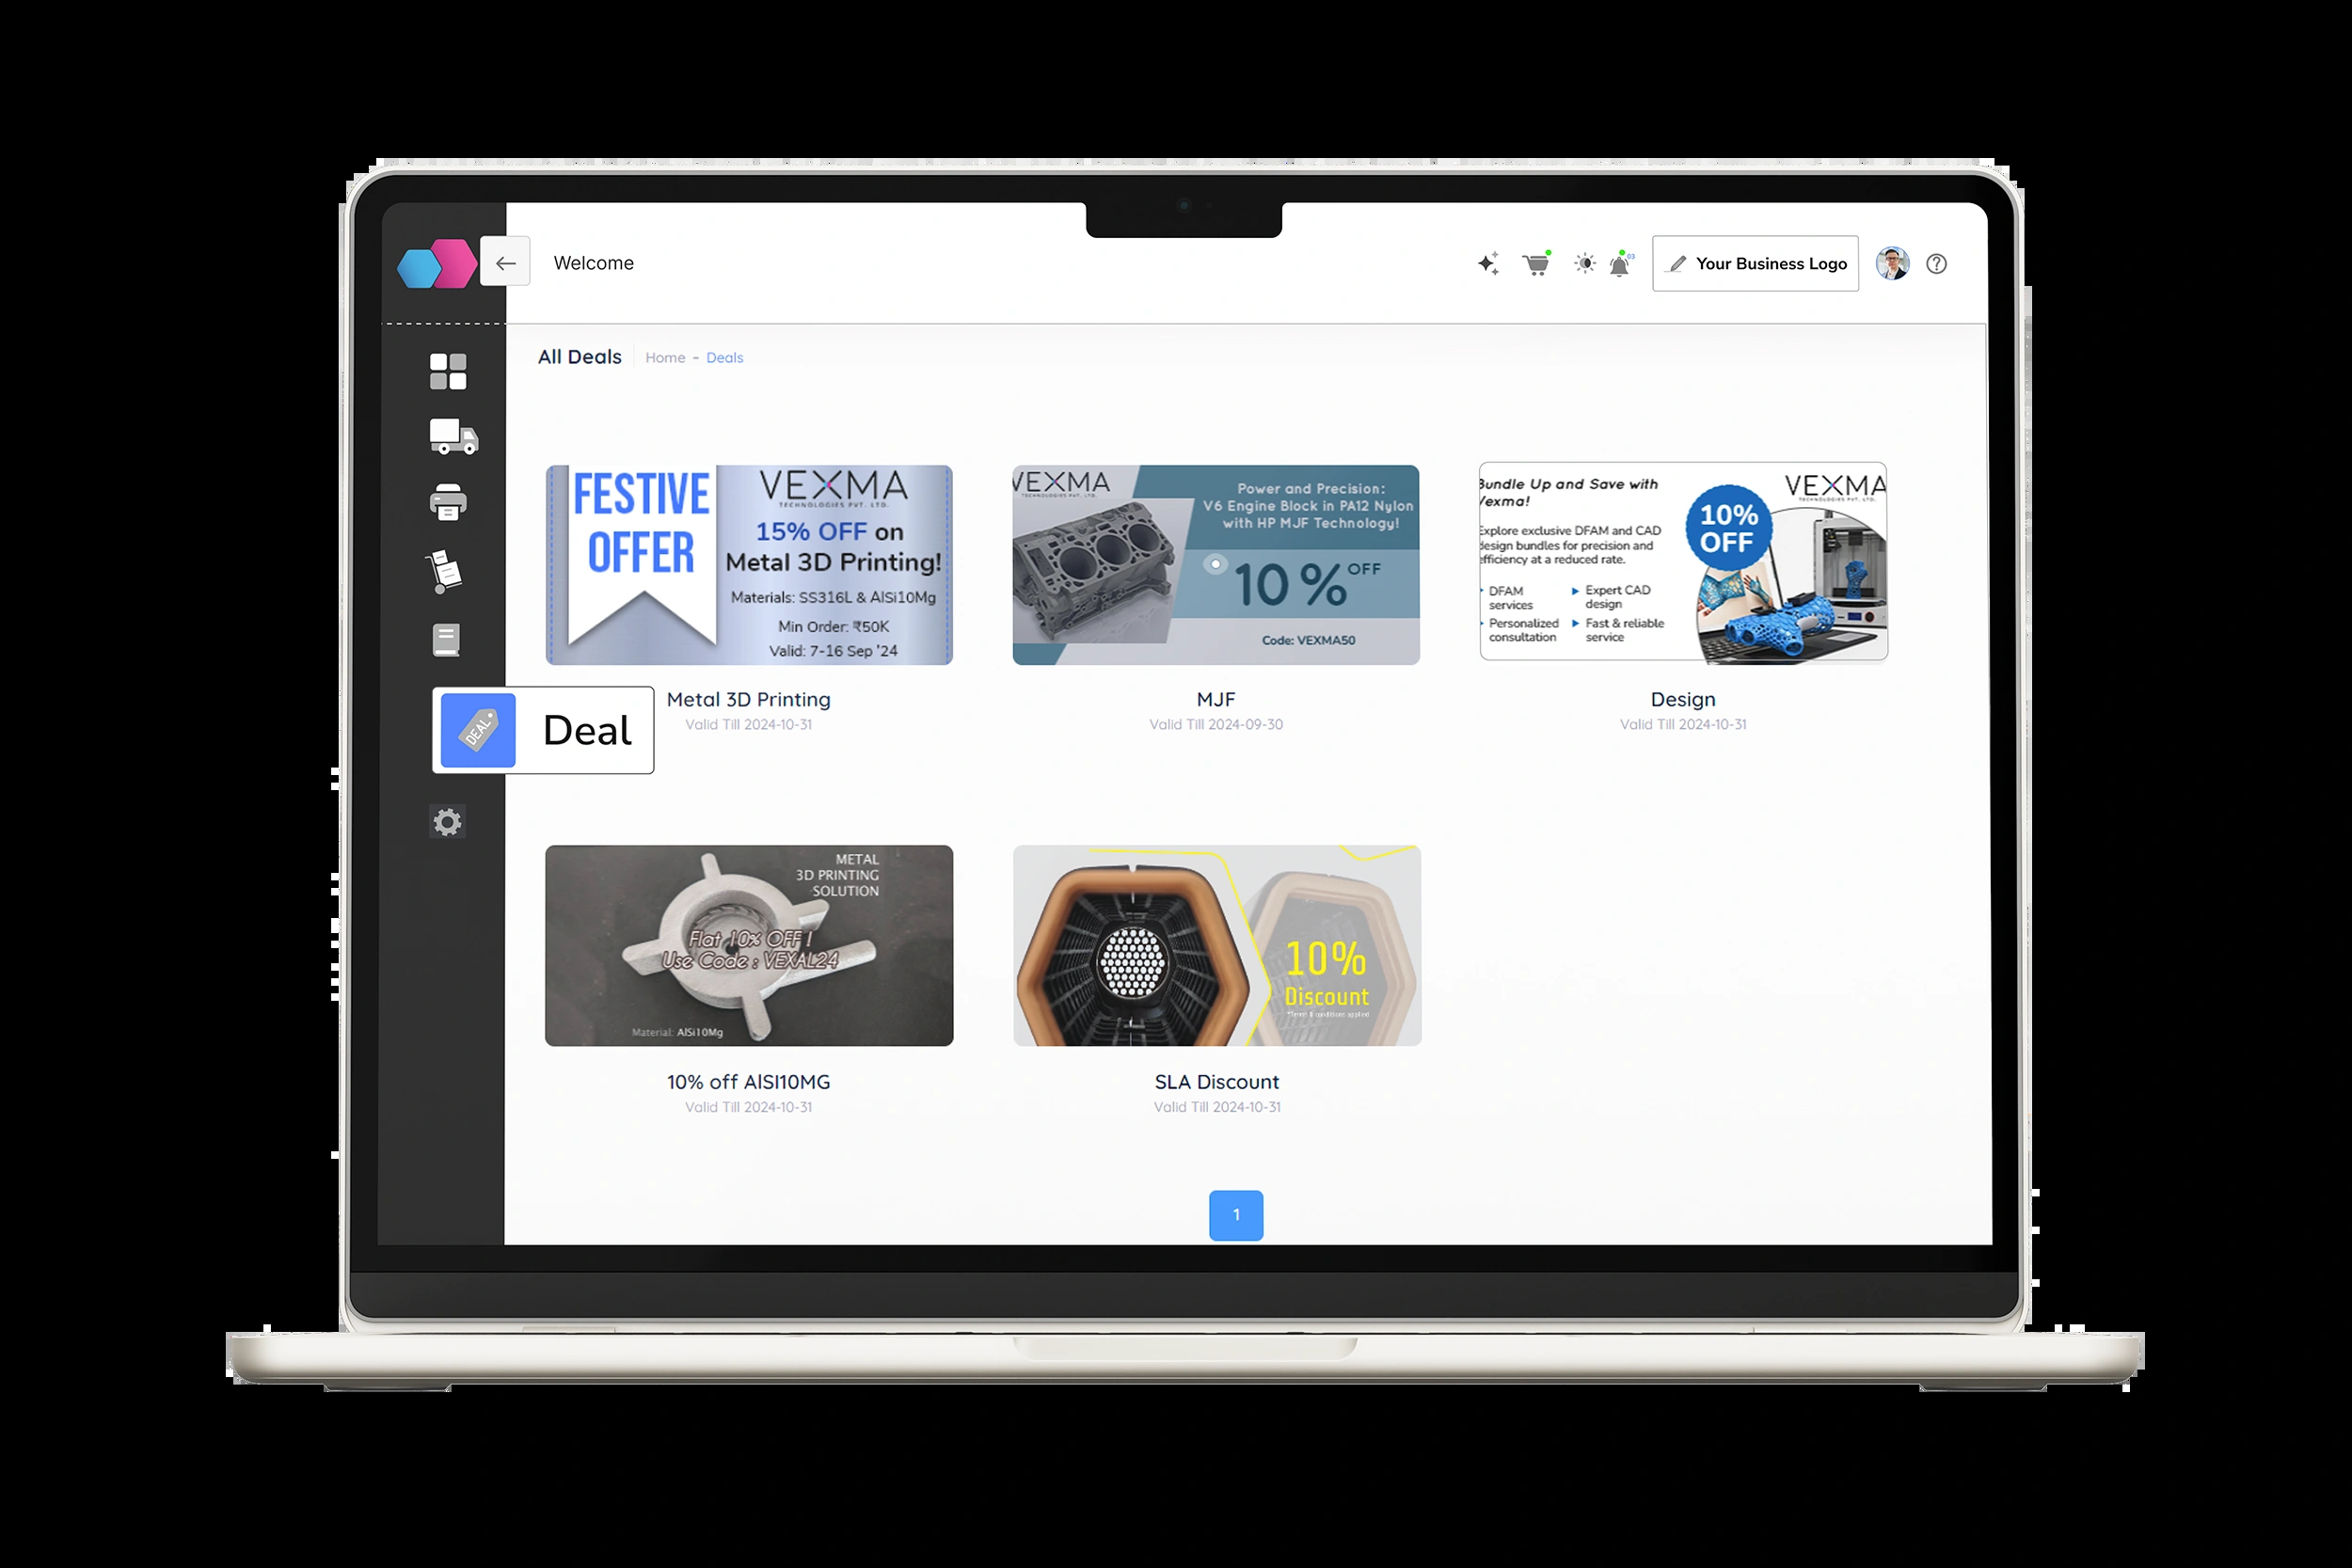 Welcome
03
Your Business Logo
All Deals
Home - Deals
FESTIVE
OFFER
VEXMA
TECHNOLOGIES PVT. LTD.
15% OFF on
Metal 3D Printing!
Materials: SS316L & AlSi10Mg
Min Order: ₹50K
Valid: 7-16 Sep '24
Metal 3D Printing
Valid Till 2024-10-31
VEXMA
TECHNOLOGIES PVT. LTD.
Power and Precision:
V6 Engine Block in PA12 Nylon
with HP MJF Technology!
10% OFF
Code: VEXMA50
MJF
Valid Till 2024-09-30
Bundle Up and Save with
Vexma!
Explore exclusive DFAM and CAD
design bundles for precision and
efficiency at a reduced rate.
DFAM
services
Personalized
consultation
Expert CAD
design
Fast & reliable
service
10%
OFF
VEXMA
TECHNOLOGIES PVT. LTD.
Design
Valid Till 2024-10-31
DEAL
Deal
METAL
3D PRINTING
SOLUTION
Flat 10% OFF !
Use Code : VEXAL24
Material: AlSi10Mg
10% off AlSI10MG
Valid Till 2024-10-31
10%
Discount
*Terms & conditions applied
SLA Discount
Valid Till 2024-10-31
1